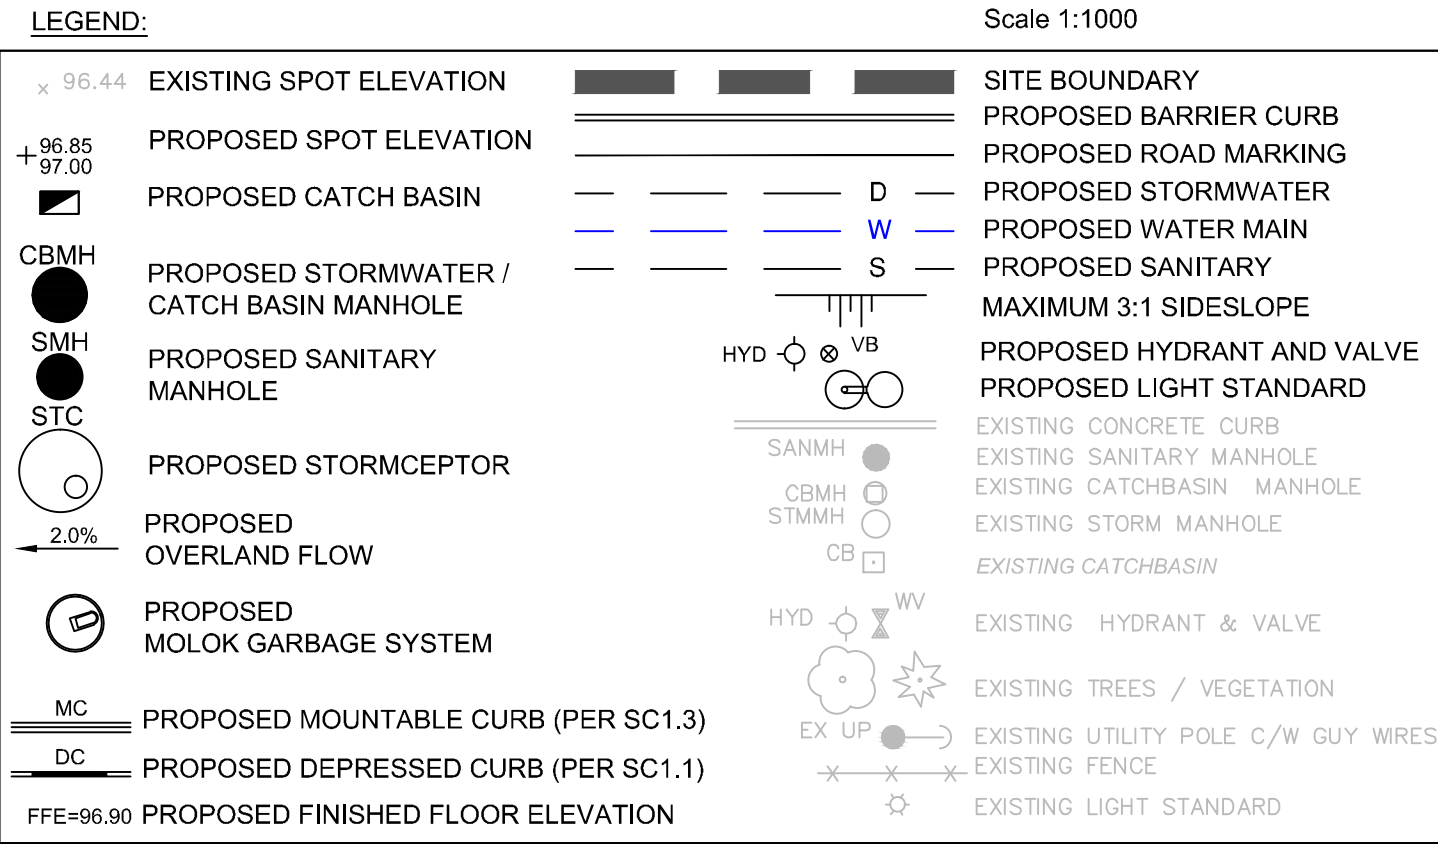 LEGEND:
Scale 1:1000
x 96.44 EXISTING SPOT ELEVATION
96.85
97.00
PROPOSED SPOT ELEVATION
PROPOSED CATCH BASIN
CBMH
PROPOSED STORMWATER /
CATCH BASIN MANHOLE
SMH
PROPOSED SANITARY
MANHOLE
STC
PROPOSED STORMCEPTOR
2.0%
PROPOSED
OVERLAND FLOW
PROPOSED
MOLOK GARBAGE SYSTEM
MC
PROPOSED MOUNTABLE CURB (PER SC1.3)
DC
PROPOSED DEPRESSED CURB (PER SC1.1)
FFE=96.90 PROPOSED FINISHED FLOOR ELEVATION
SITE BOUNDARY
PROPOSED BARRIER CURB
PROPOSED ROAD MARKING
D PROPOSED STORMWATER
W PROPOSED WATER MAIN
S PROPOSED SANITARY
MAXIMUM 3:1 SIDESLOPE
HYD VB PROPOSED HYDRANT AND VALVE
PROPOSED LIGHT STANDARD
EXISTING CONCRETE CURB
SANMH EXISTING SANITARY MANHOLE
CBMH EXISTING CATCHBASIN MANHOLE
STMMH EXISTING STORM MANHOLE
CB EXISTING CATCHBASIN
HYD WV EXISTING HYDRANT & VALVE
EXISTING TREES / VEGETATION
EX UP EXISTING UTILITY POLE C/W GUY WIRES
EXISTING FENCE
EXISTING LIGHT STANDARD